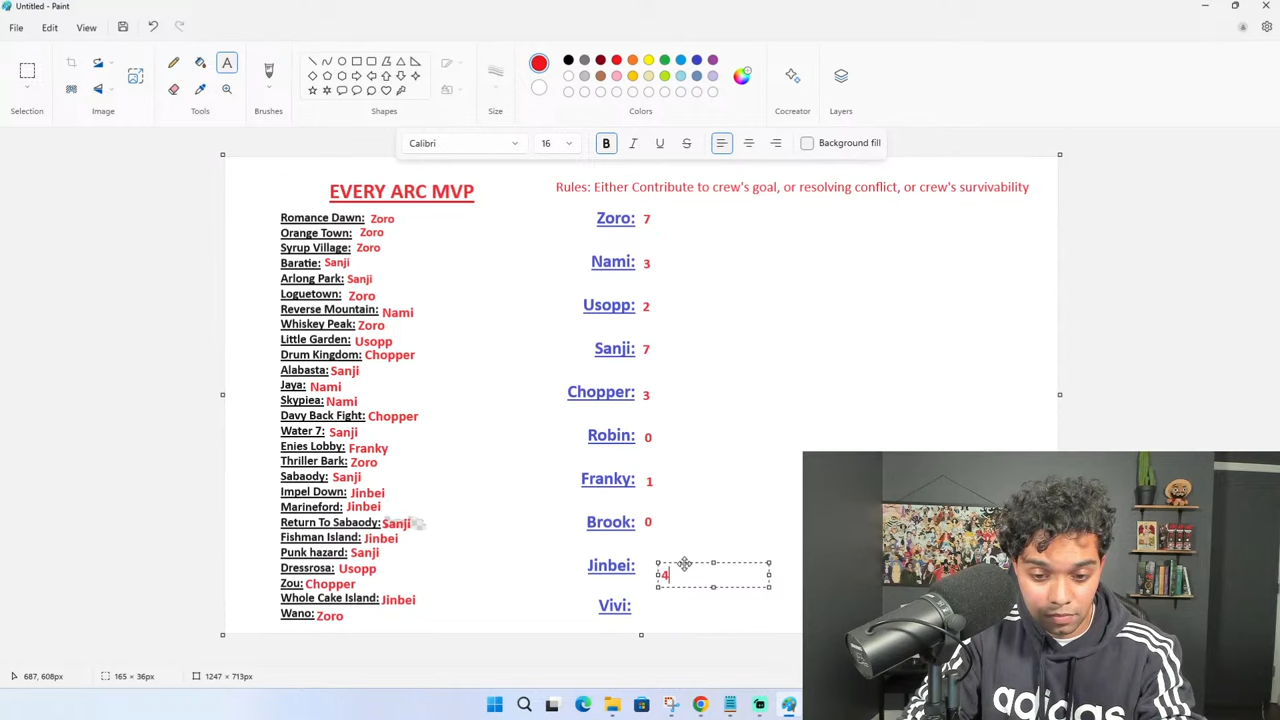 Untitled - Paint
File Edit View
Selection Image Tools Brushes Shapes Size Colors Cocreator Layers
Calibri 16 B I U S Background fill
EVERY ARC MVP
Rules: Either Contribute to crew's goal, or resolving conflict, or crew's survivability
Romance Dawn: Zoro
Orange Town: Zoro
Syrup Village: Zoro
Baratie: Sanji
Arlong Park: Sanji
Loguetown: Zoro
Reverse Mountain: Nami
Whiskey Peak: Zoro
Little Garden: Usopp
Drum Kingdom: Chopper
Alabasta: Sanji
Jaya: Nami
Skypiea: Nami
Davy Back Fight: Chopper
Water 7: Sanji
Enies Lobby: Franky
Thriller Bark: Zoro
Sabaody: Sanji
Impel Down: Jinbei
Marineford: Jinbei
Return To Sabaody: Sanji
Fishman Island: Jinbei
Punk hazard: Sanji
Dressrosa: Usopp
Zou: Chopper
Whole Cake Island: Jinbei
Wano: Zoro
Zoro: 7
Nami: 3
Usopp: 2
Sanji: 7
Chopper: 3
Robin: 0
Franky: 1
Brook: 0
Jinbei: 4
Vivi:
adidas
687, 608px 165 × 36px 1247 × 713px